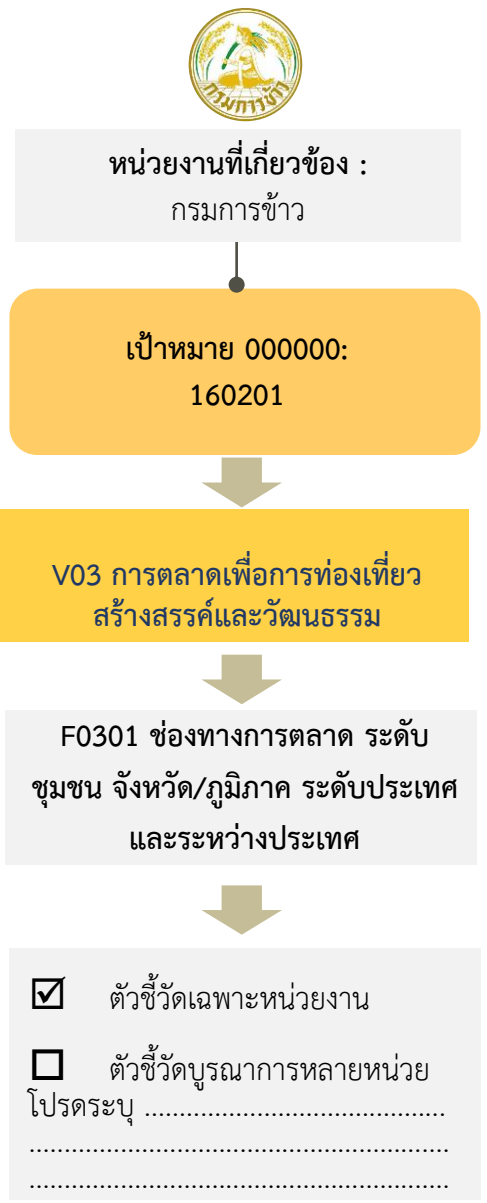 กรมการข้าว
หน่วยงานที่เกี่ยวข้อง :
กรมการข้าว
เป้าหมาย 000000:
160201
V03 การตลาดเพื่อการท่องเที่ยว
สร้างสรรค์และวัฒนธรรม
F0301 ช่องทางการตลาด ระดับ
ชุมชน จังหวัด/ภูมิภาค ระดับประเทศ
และระหว่างประเทศ
☑ ตัวชี้วัดเฉพาะหน่วยงาน
☐ ตัวชี้วัดบูรณาการหลายหน่วย
โปรดระบุ ...........................................
............................................................
............................................................